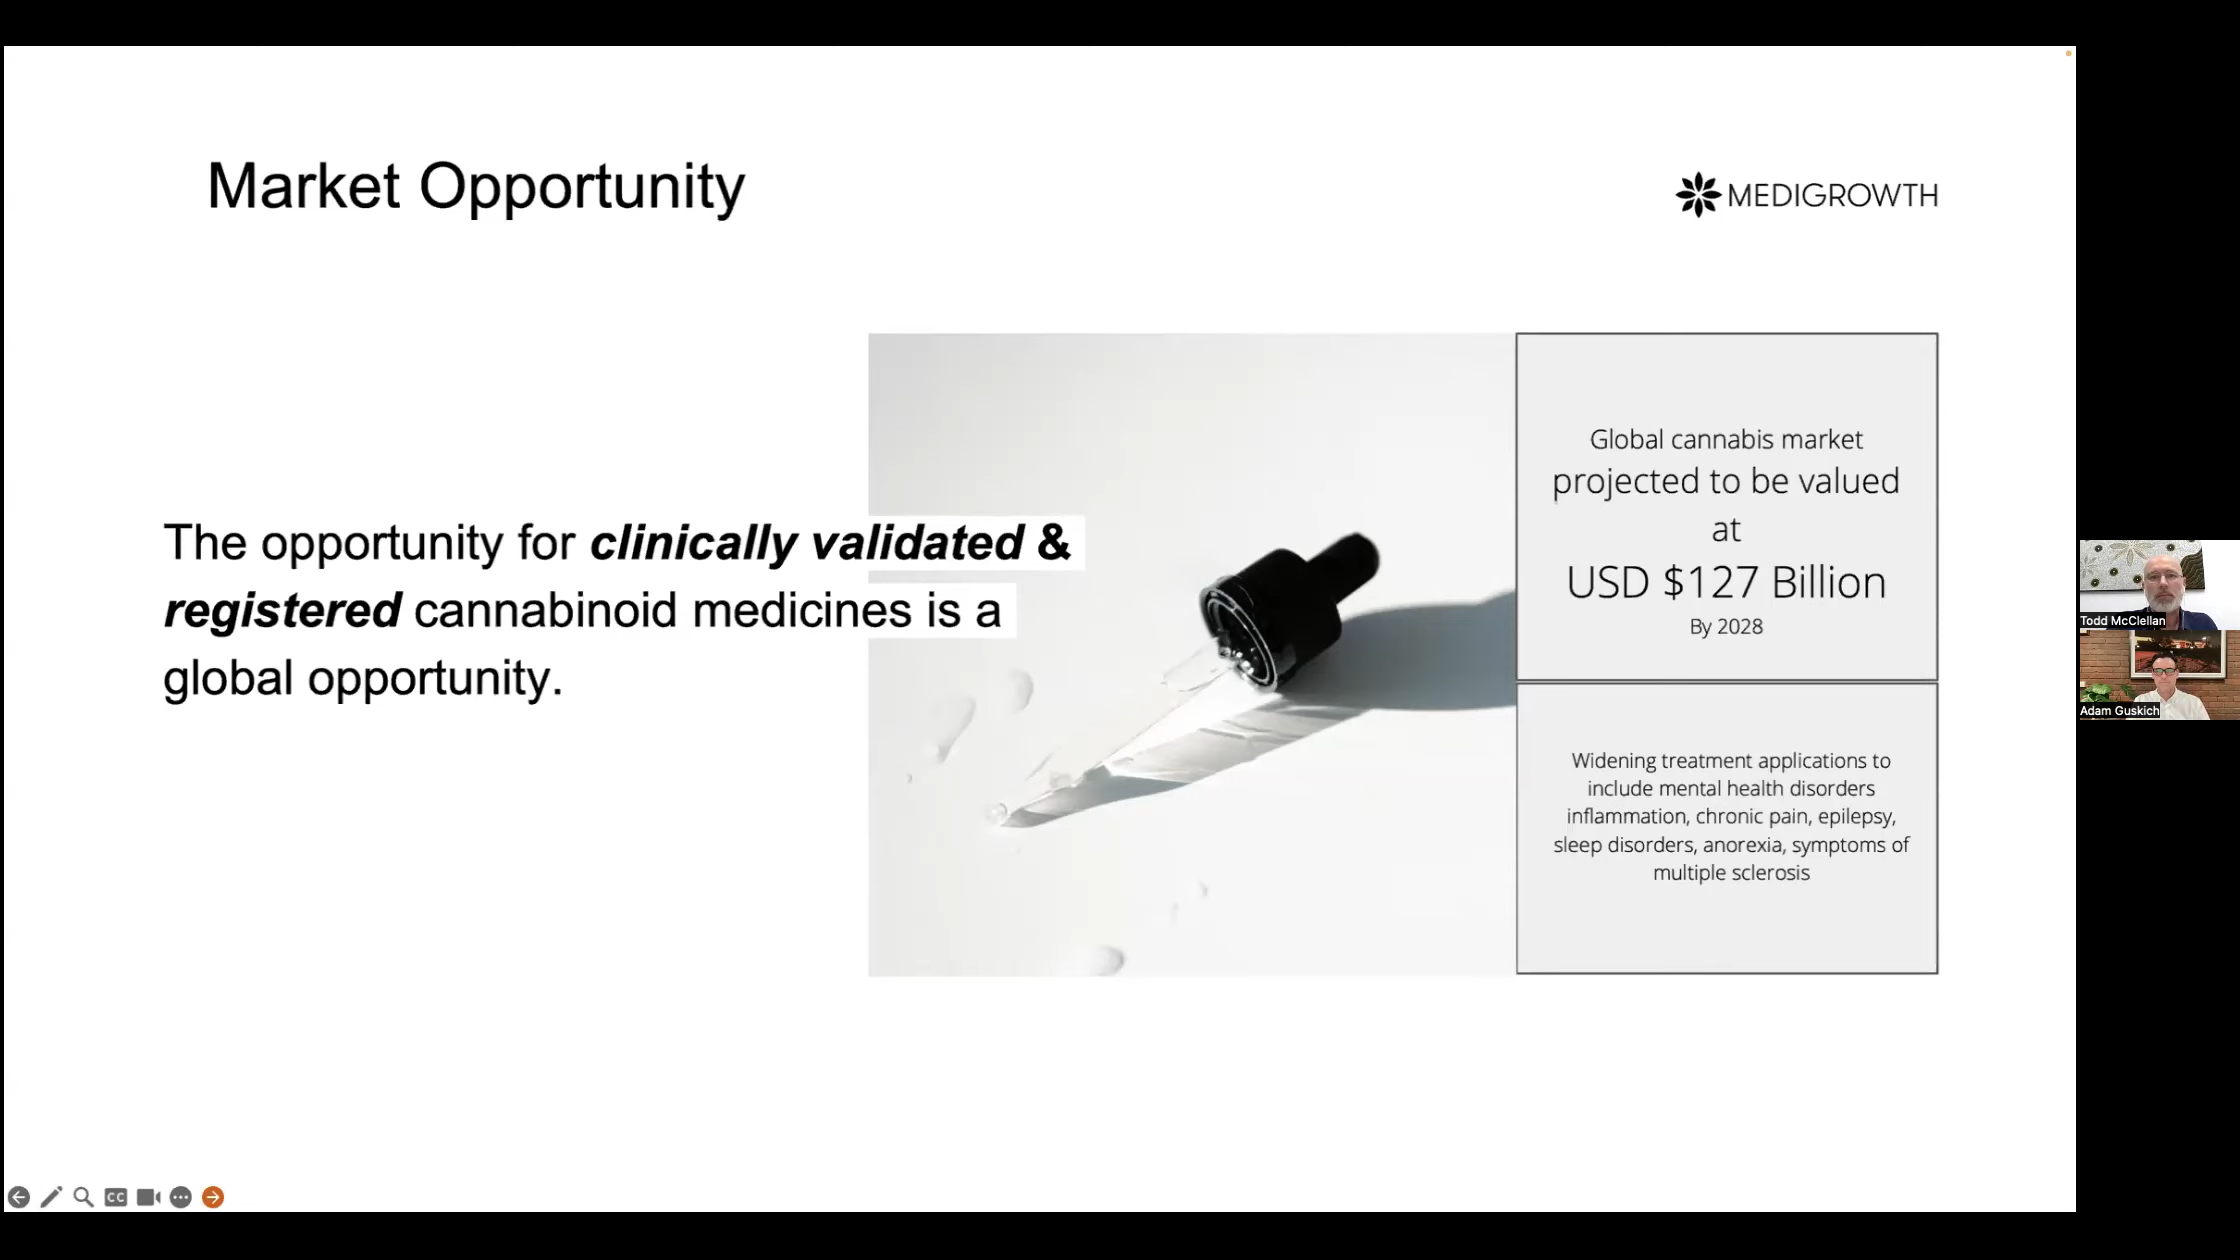 Market Opportunity
MEDIGROWTH
The opportunity for clinically validated &
registered cannabinoid medicines is a
global opportunity.
Global cannabis market
projected to be valued
at
USD $127 Billion
By 2028
Widening treatment applications to
include mental health disorders
inflammation, chronic pain, epilepsy,
sleep disorders, anorexia, symptoms of
multiple sclerosis
Todd McClellan
Adam Guskich
CC